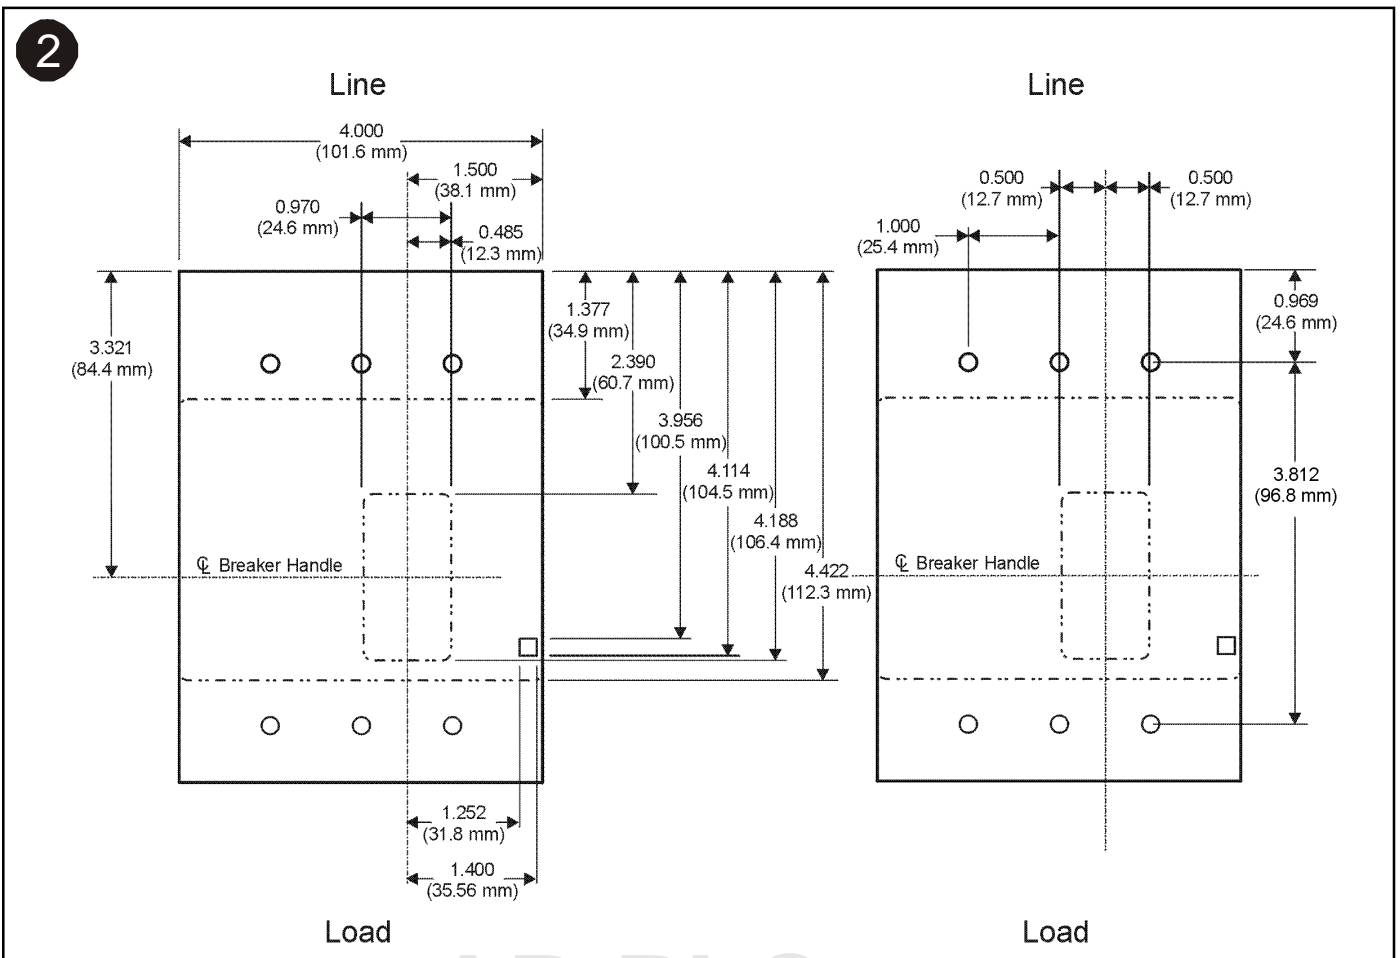 2
Line
Line
4.000
(101.6 mm)
1.500
(38.1 mm)
0.970
(24.6 mm)
0.485
(12.3 mm)
0.500
(12.7 mm)
0.500
(12.7 mm)
1.000
(25.4 mm)
3.321
(84.4 mm)
1.377
(34.9 mm)
2.390
(60.7 mm)
3.956
(100.5 mm)
4.114
(104.5 mm)
4.188
(106.4 mm)
4.422
(112.3 mm)
0.969
(24.6 mm)
3.812
(96.8 mm)
℄ Breaker Handle
℄ Breaker Handle
1.252
(31.8 mm)
1.400
(35.56 mm)
Load
Load